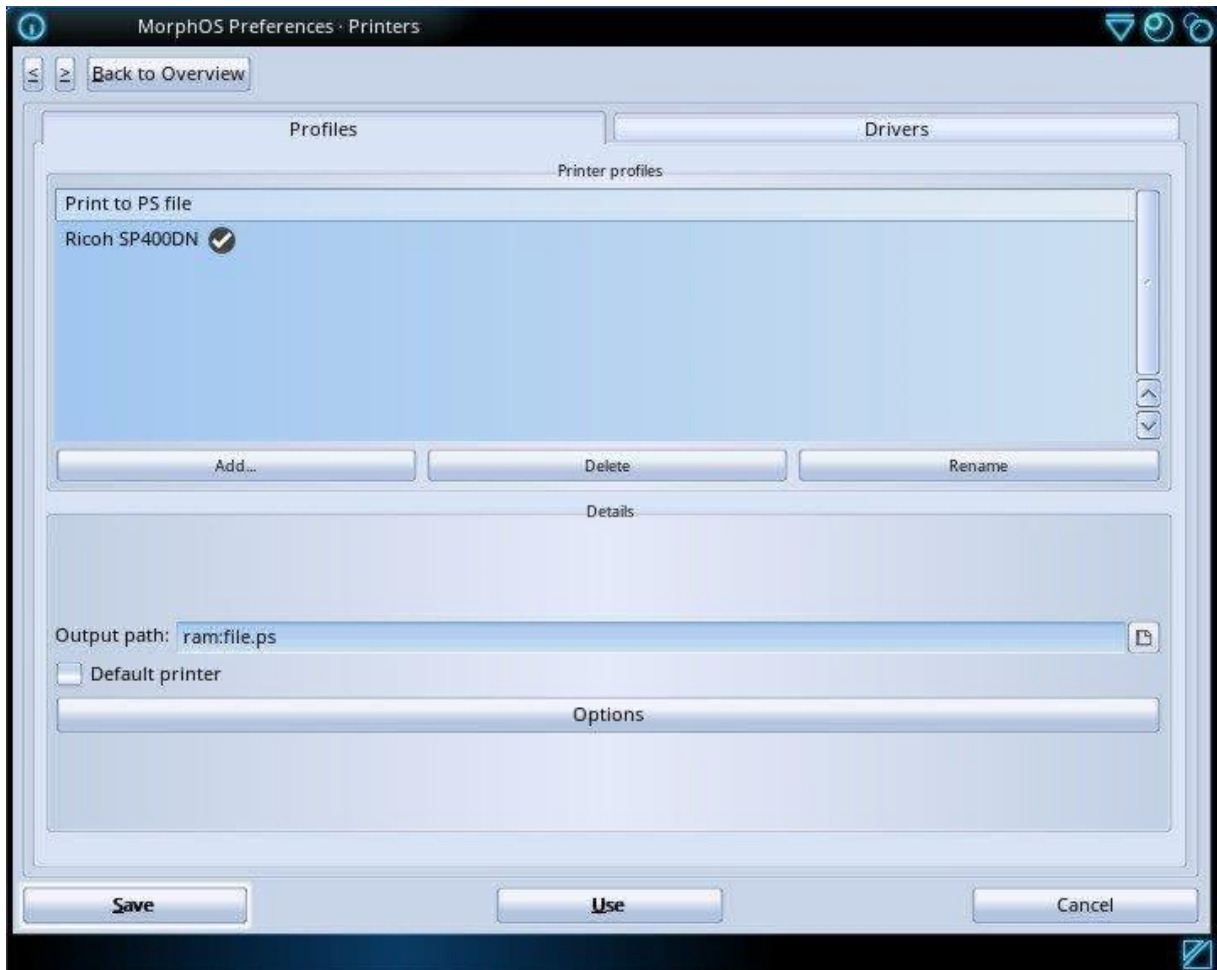 MorphOS Preferences · Printers
< > Back to Overview
Profiles Drivers
Printer profiles
Print to PS file
Ricoh SP400DN
Add... Delete Rename
Details
Output path: ram:file.ps
Default printer
Options
Save Use Cancel